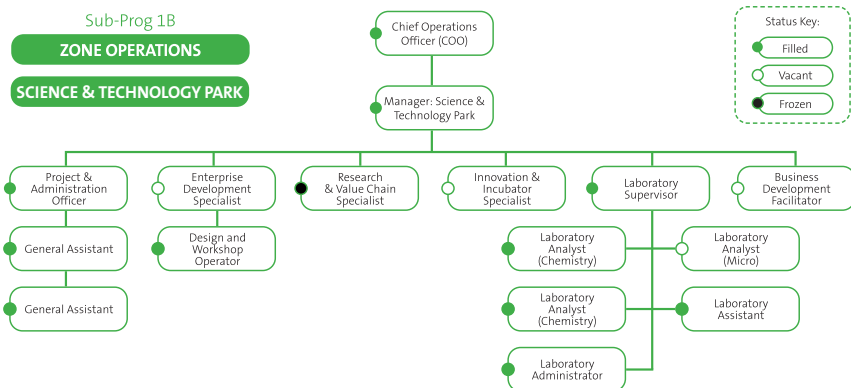 Sub-Prog 1B
ZONE OPERATIONS
SCIENCE & TECHNOLOGY PARK
Chief Operations
Officer (COO)
Status Key:
Filled
Vacant
Frozen
Manager: Science &
Technology Park
Project &
Administration
Officer
Enterprise
Development
Specialist
Research
& Value Chain
Specialist
Innovation &
Incubator
Specialist
Laboratory
Supervisor
Business
Development
Facilitator
General Assistant
Design and
Workshop
Operator
Laboratory
Analyst
(Chemistry)
Laboratory
Analyst
(Micro)
General Assistant
Laboratory
Analyst
(Chemistry)
Laboratory
Assistant
Laboratory
Administrator